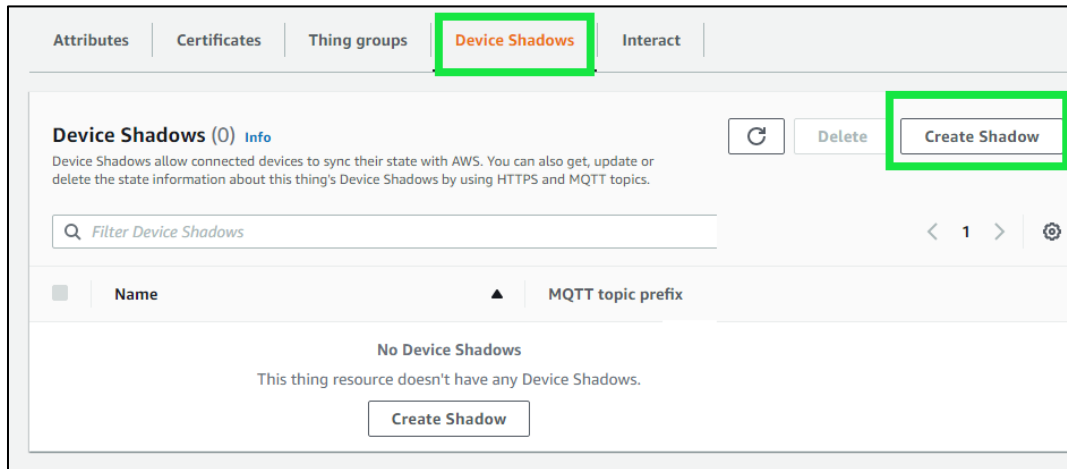 Attributes Certificates Thing groups Device Shadows Interact
Device Shadows (0) Info
Delete Create Shadow
Device Shadows allow connected devices to sync their state with AWS. You can also get, update or
delete the state information about this thing's Device Shadows by using HTTPS and MQTT topics.
Filter Device Shadows
1
Name MQTT topic prefix
No Device Shadows
This thing resource doesn't have any Device Shadows.
Create Shadow